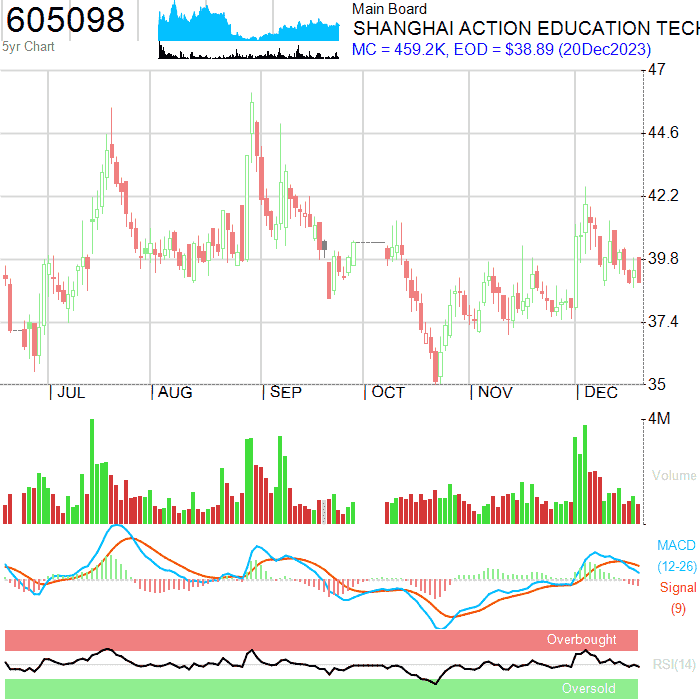 605098
5yr Chart
Main Board
SHANGHAI ACTION EDUCATION TECH
MC = 459.2K, EOD = $38.89 (20Dec2023)
47
44.6
42.2
39.8
37.4
35
JUL AUG SEP OCT NOV DEC
4M
Volume
MACD
(12-26)
Signal
(9)
Overbought
RSI(14)
Oversold